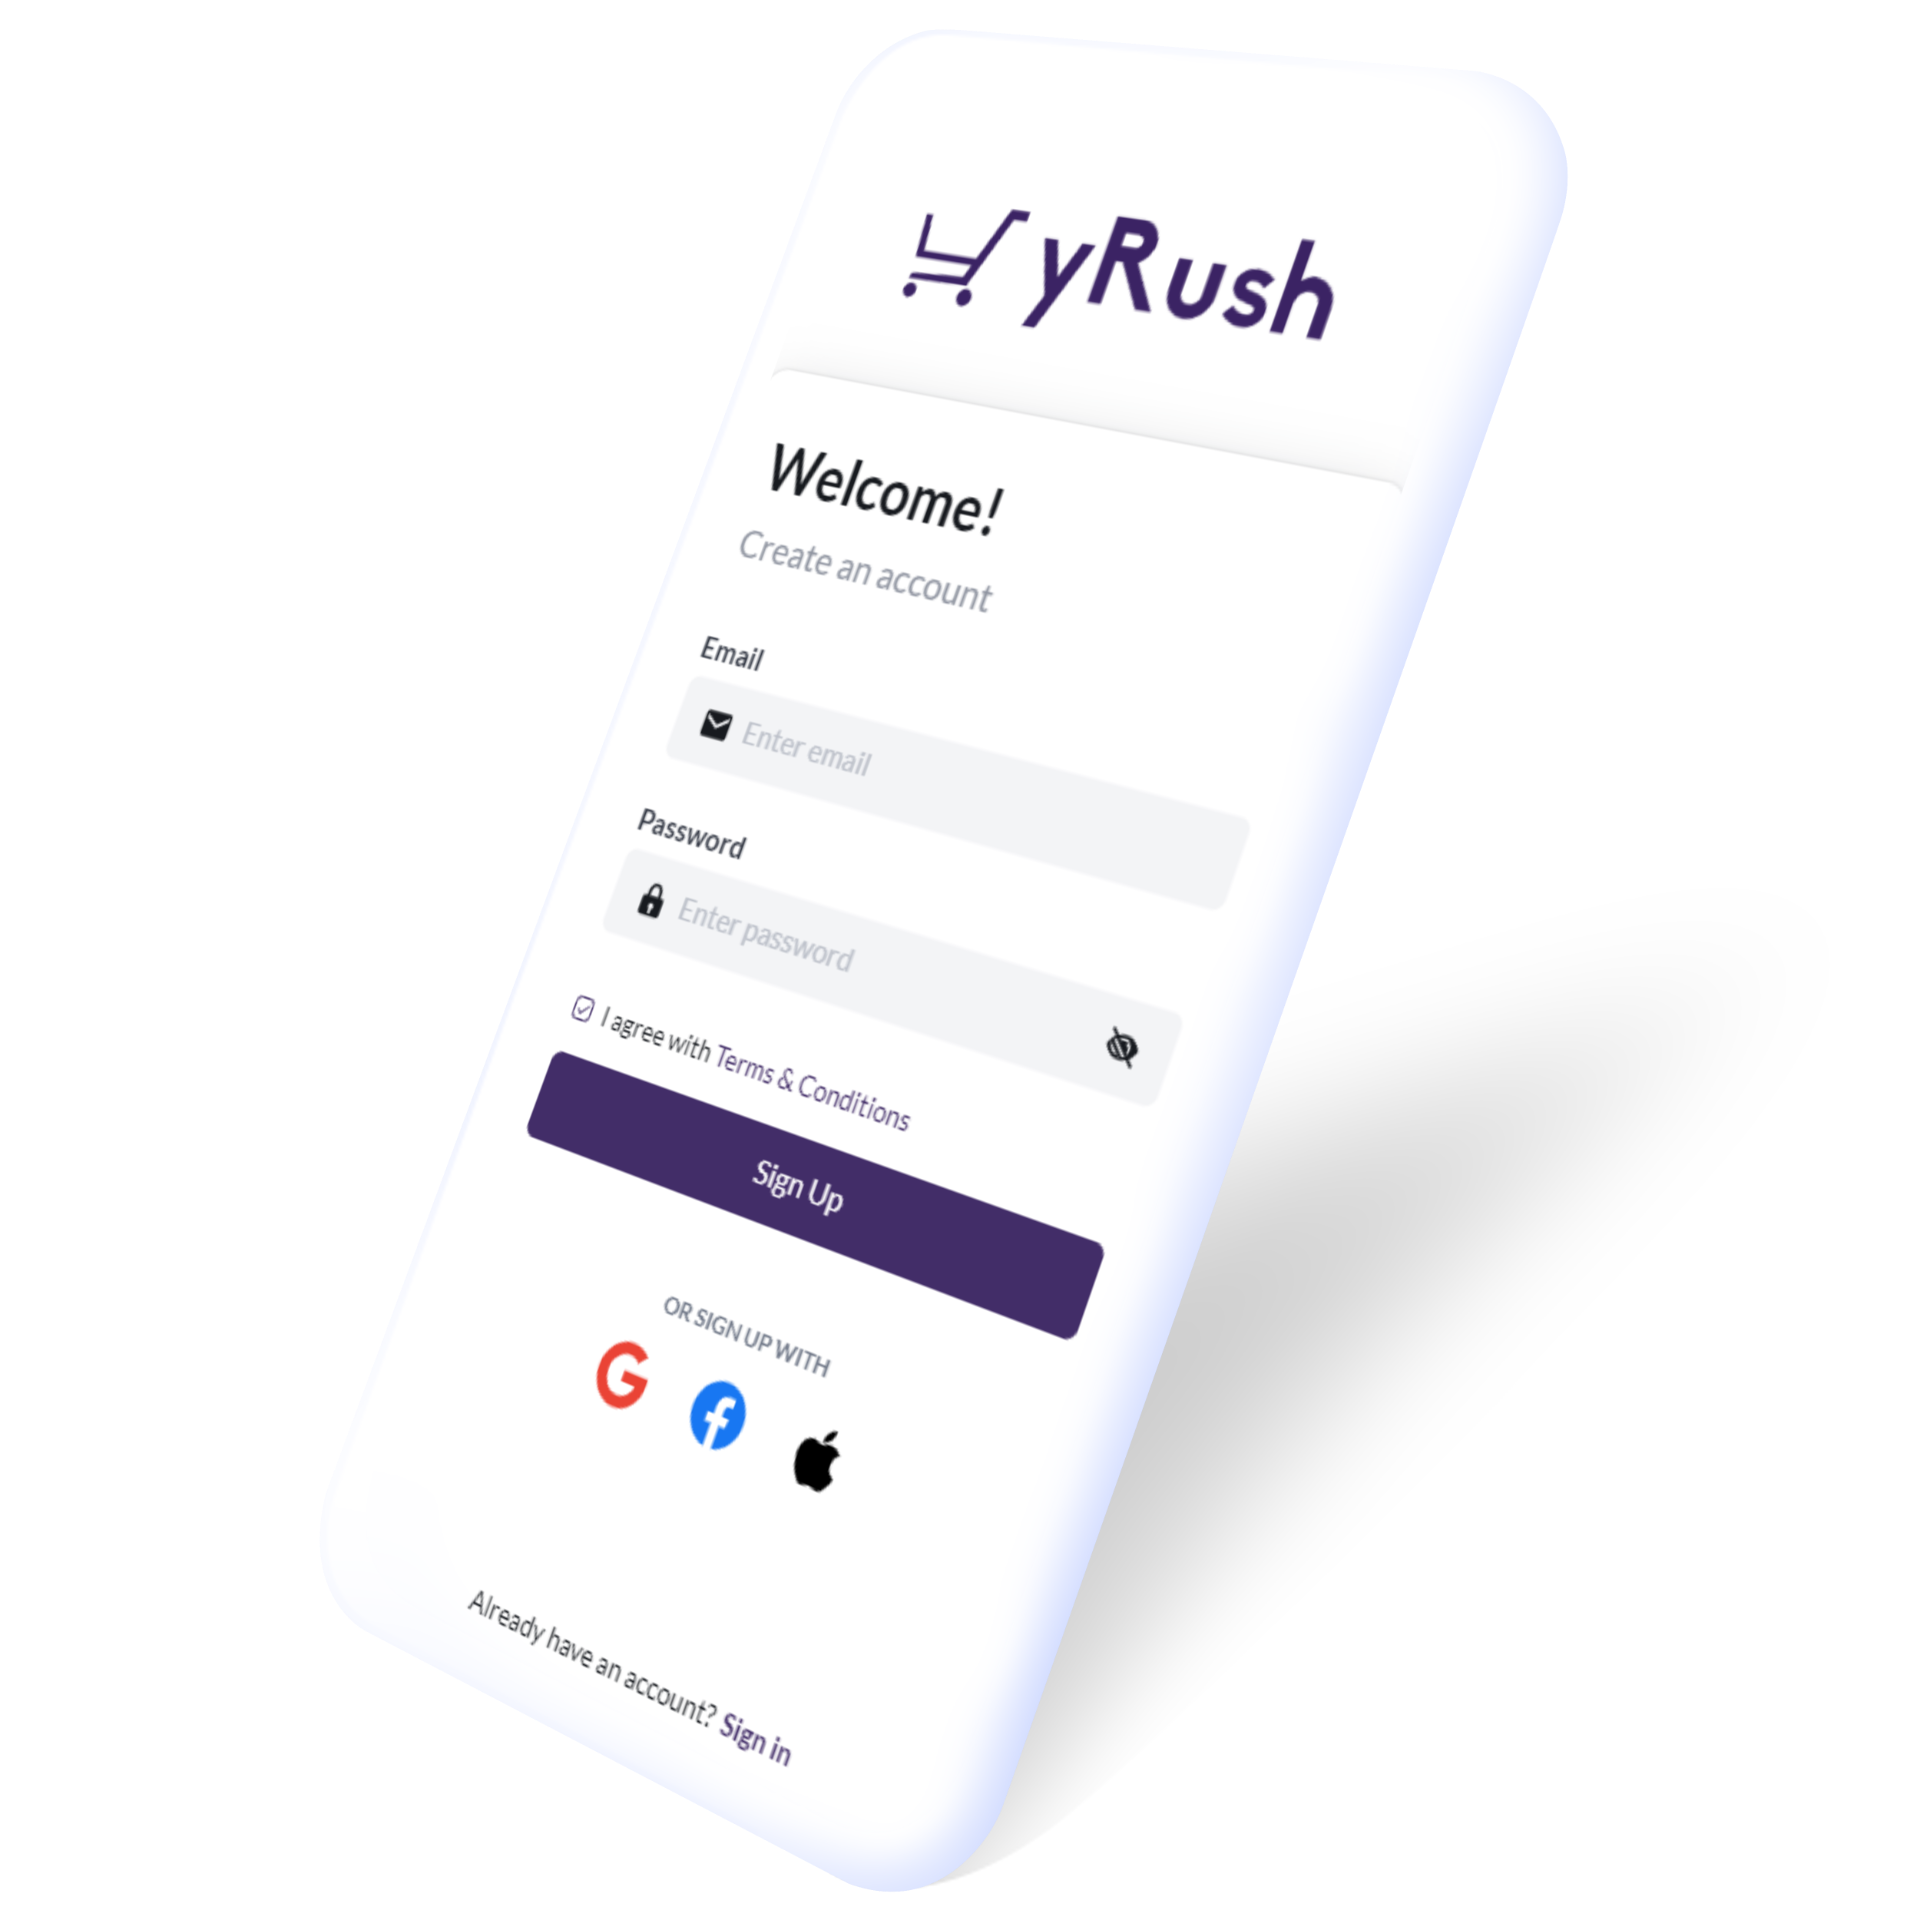 yRush
Welcome!
Create an account
Email
Enter email
Password
Enter password
I agree with Terms & Conditions
Sign Up
OR SIGN UP WITH
Already have an account? Sign in